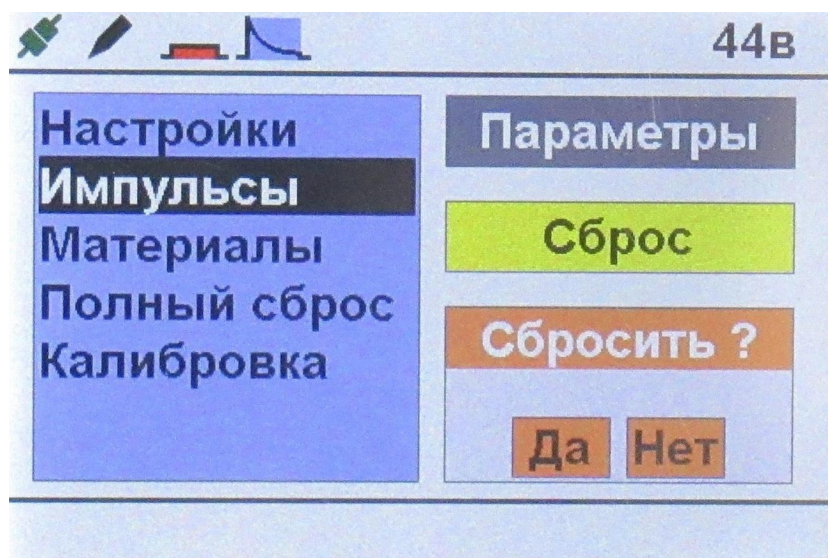 44в
Настройки
Импульсы
Материалы
Полный сброс
Калибровка
Параметры
Сброс
Сбросить ?
Да Нет